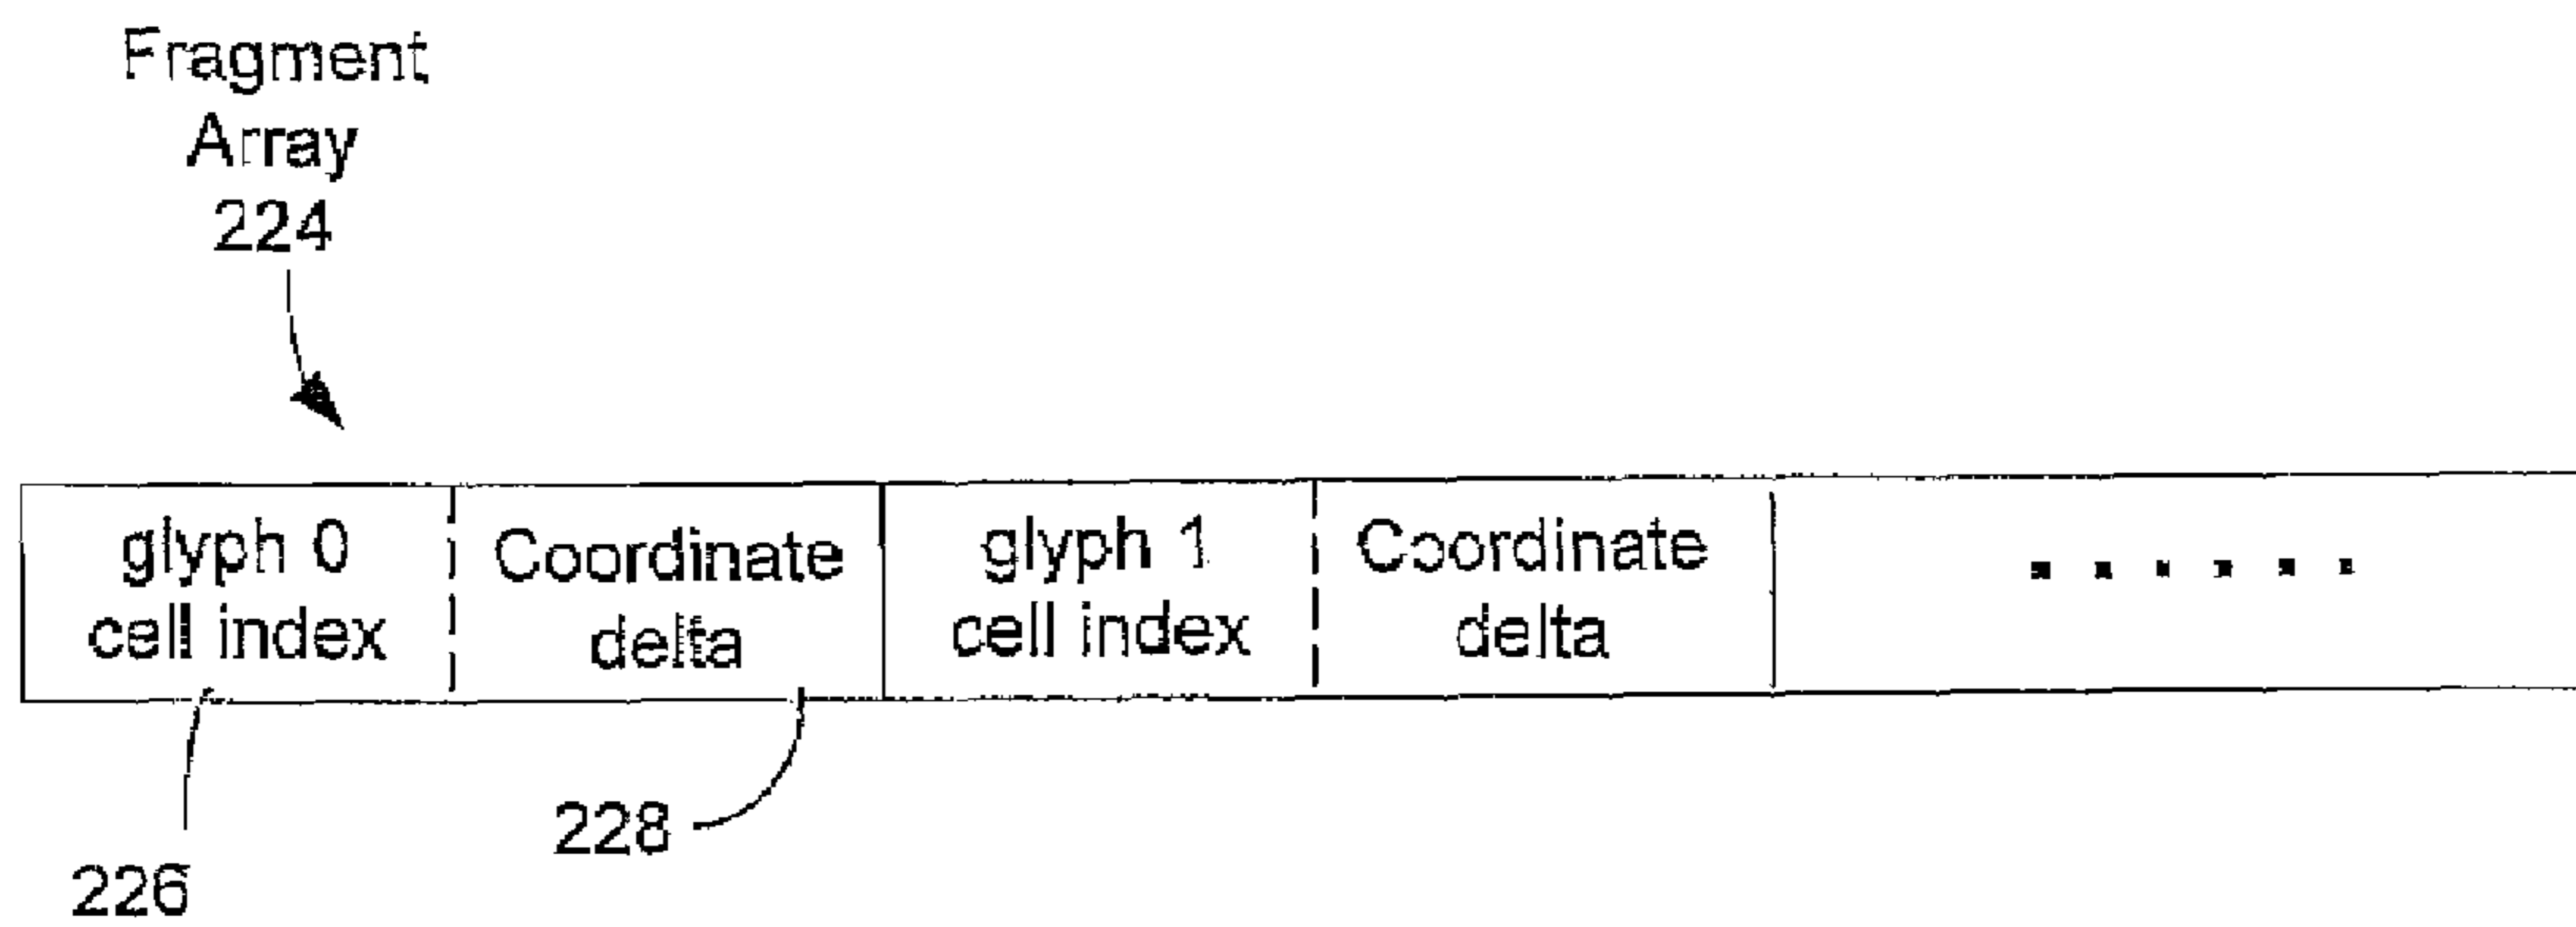 Fragment
Array
224
glyph 0
cell index
Coordinate
delta
glyph 1
cell index
Coordinate
delta
......
228
226